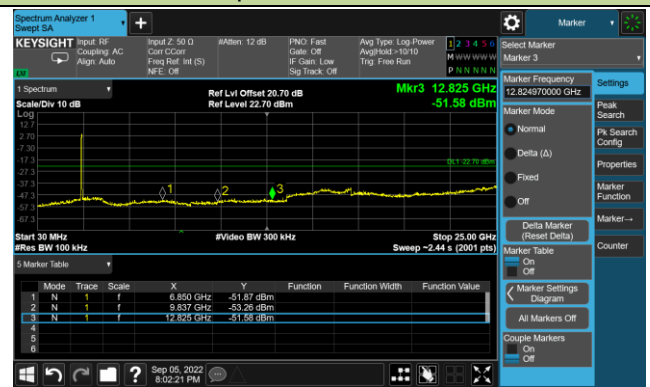 Spectrum Analyzer 1
Swept SA
Marker
KEYSIGHT Input: RF
Coupling: AC
Align: Auto
Input Z: 50 Ω
Corr CCorr
Freq Ref: Int (S)
NFE: Off
#Atten: 12 dB
PNO: Fast
Gate: Off
IF Gain: Low
Sig Track: Off
Avg Type: Log-Power
Avg|Hold:>10/10
Trig: Free Run
1 2 3 4 5 6
M W W W W W
P N N N N N
LXI
Select Marker
Marker 3
1 Spectrum
Scale/Div 10 dB
Log
Ref Lvl Offset 20.70 dB
Ref Level 22.70 dBm
Mkr3 12.825 GHz
-51.58 dBm
12.7
2.70
-7.30
-17.3
-27.3
-37.3
-47.3
-57.3
-67.3
DL1 -22.70 dBm
1
2
3
Start 30 MHz
#Res BW 100 kHz
#Video BW 300 kHz
Stop 25.00 GHz
Sweep ~2.44 s (2001 pts)
5 Marker Table
Mode Trace Scale X Y Function Function Width Function Value
1 N 1 f 6.850 GHz -51.87 dBm
2 N 1 f 9.837 GHz -53.26 dBm
3 N 1 f 12.825 GHz -51.58 dBm
4
5
6
Marker Frequency
12.824970000 GHz
Marker Mode
Normal
Delta (Δ)
Fixed
Off
Delta Marker
(Reset Delta)
Marker Table
On
Off
Marker Settings
Diagram
All Markers Off
Couple Markers
On
Off
Settings
Peak
Search
Pk Search
Config
Properties
Marker
Function
Marker→
Counter
Sep 05, 2022
8:02:21 PM